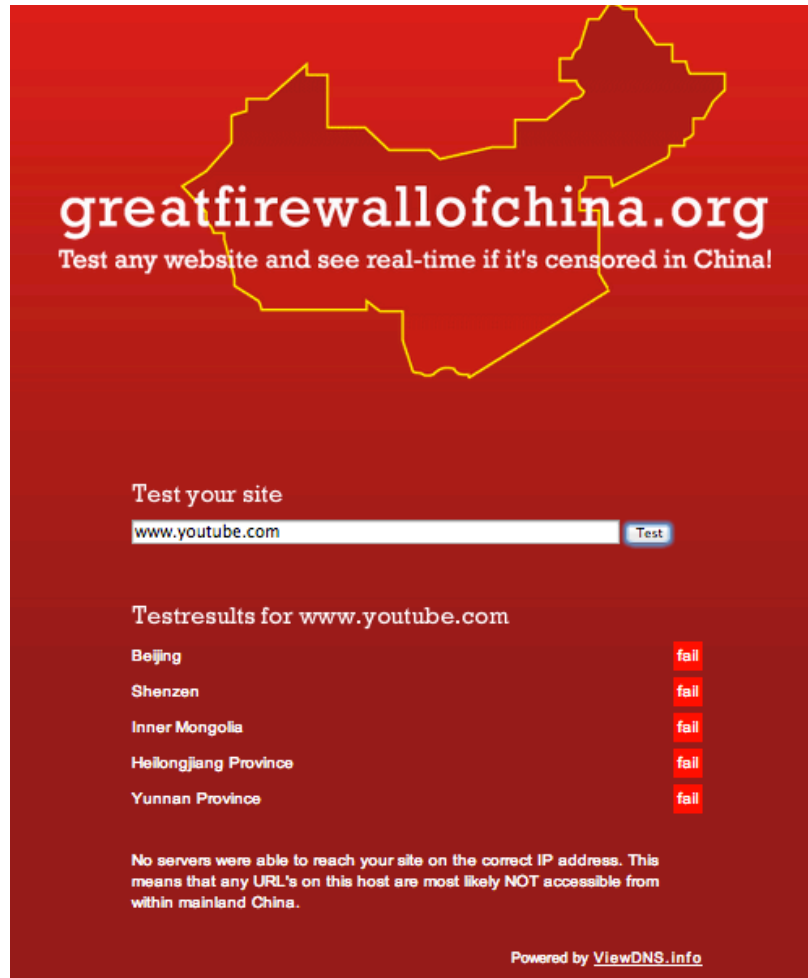 greatfirewallofchina.org
Test any website and see real-time if it's censored in China!
Test your site
www.youtube.com Test
Testresults for www.youtube.com
Beijing fail
Shenzen fail
Inner Mongolia fail
Heilongjiang Province fail
Yunnan Province fail
No servers were able to reach your site on the correct IP address. This
means that any URL's on this host are most likely NOT accessible from
within mainland China.
Powered by ViewDNS.info